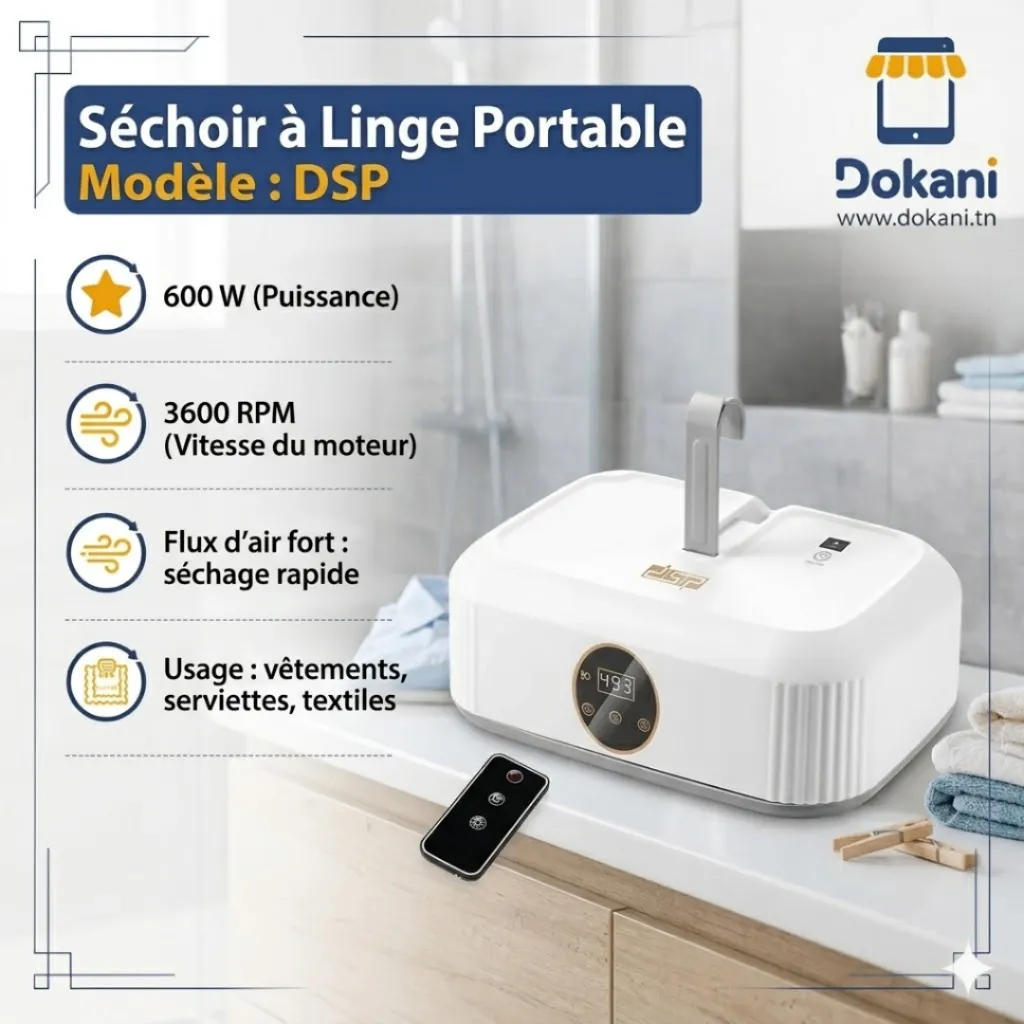 Séchoir à Linge Portable
Modèle : DSP
Dokani
www.dokani.tn
600 W (Puissance)
3600 RPM
(Vitesse du moteur)
Flux d’air fort :
séchage rapide
Usage : vêtements,
serviettes, textiles
dsp
493